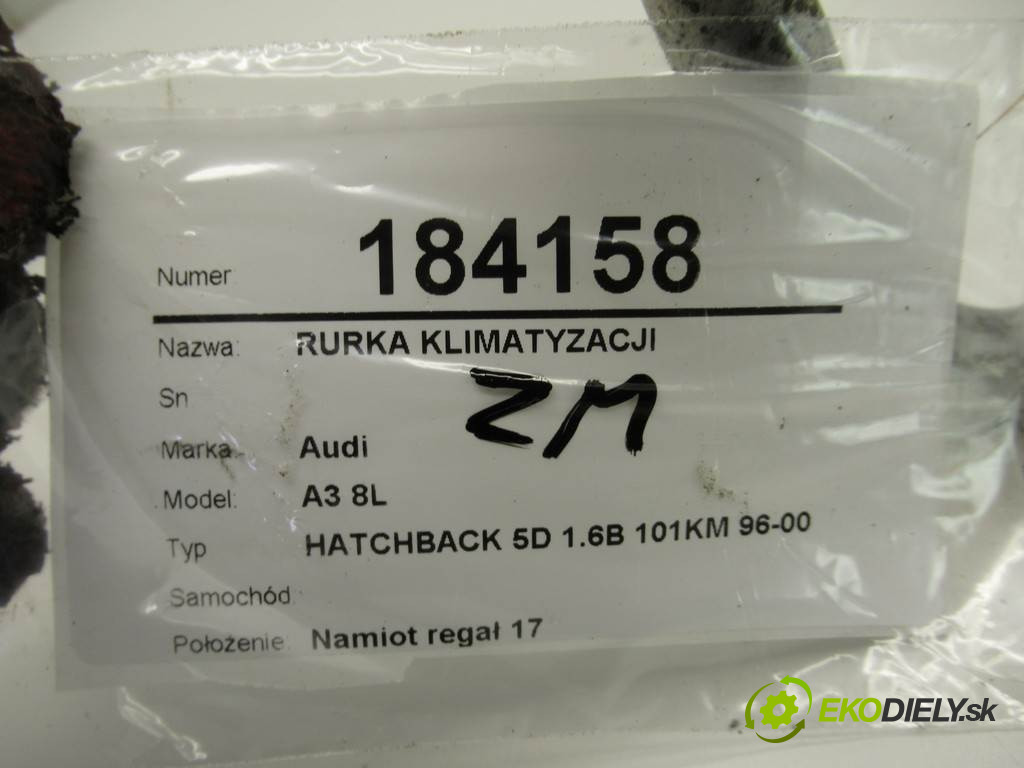 Numer 184158
Nazwa: RURKA KLIMATYZACJI
Sn
ZM
Marka: Audi
Model: A3 8L
Typ HATCHBACK 5D 1.6B 101KM 96-00
Samochód:
Położenie: Namiot regał 17
EKODIELY.sk